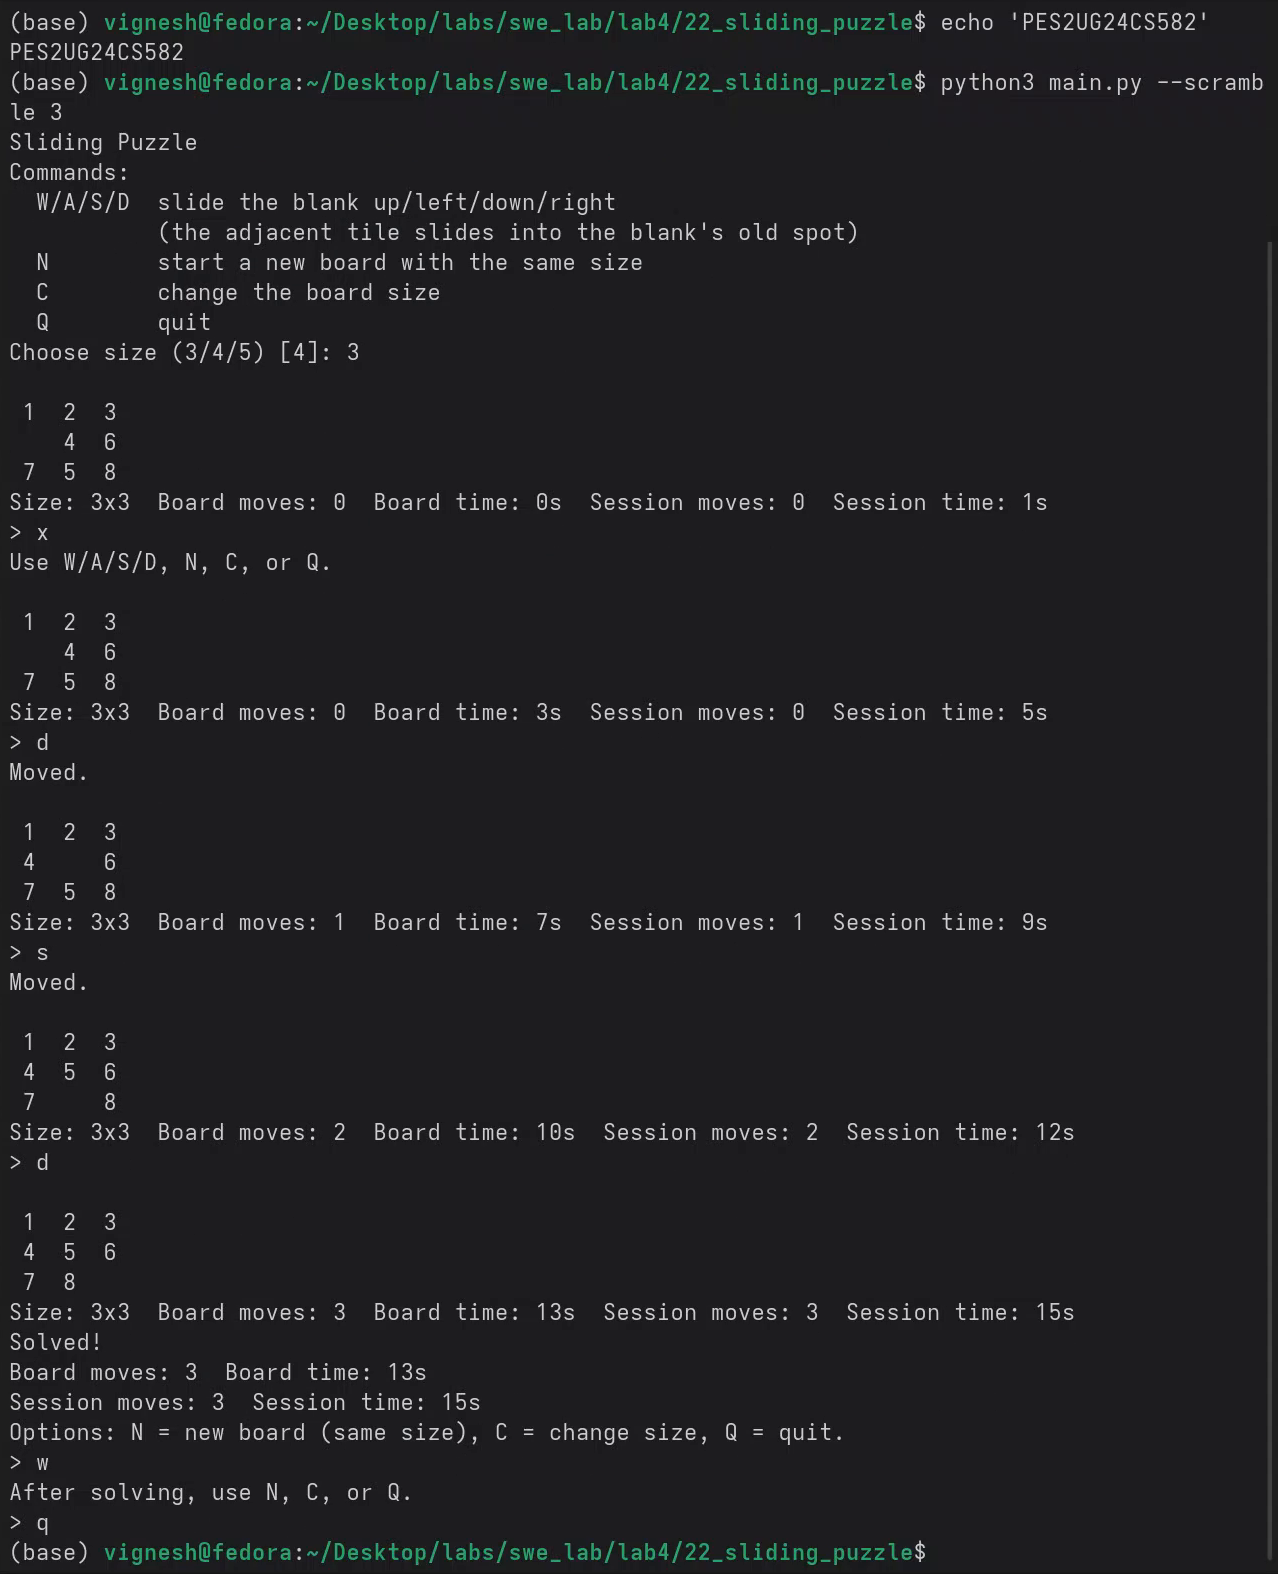 (base) vignesh@fedora:~/Desktop/labs/swe_lab/lab4/22_sliding_puzzle$ echo 'PES2UG24CS582'
PES2UG24CS582
(base) vignesh@fedora:~/Desktop/labs/swe_lab/lab4/22_sliding_puzzle$ python3 main.py --scramb
le 3
Sliding Puzzle
Commands:
  W/A/S/D  slide the blank up/left/down/right
           (the adjacent tile slides into the blank's old spot)
  N        start a new board with the same size
  C        change the board size
  Q        quit
Choose size (3/4/5) [4]: 3

 1  2  3
    4  6
 7  5  8
Size: 3x3  Board moves: 0  Board time: 0s  Session moves: 0  Session time: 1s
> x
Use W/A/S/D, N, C, or Q.

 1  2  3
    4  6
 7  5  8
Size: 3x3  Board moves: 0  Board time: 3s  Session moves: 0  Session time: 5s
> d
Moved.

 1  2  3
 4     6
 7  5  8
Size: 3x3  Board moves: 1  Board time: 7s  Session moves: 1  Session time: 9s
> s
Moved.

 1  2  3
 4  5  6
 7     8
Size: 3x3  Board moves: 2  Board time: 10s  Session moves: 2  Session time: 12s
> d

 1  2  3
 4  5  6
 7  8
Size: 3x3  Board moves: 3  Board time: 13s  Session moves: 3  Session time: 15s
Solved!
Board moves: 3  Board time: 13s
Session moves: 3  Session time: 15s
Options: N = new board (same size), C = change size, Q = quit.
> w
After solving, use N, C, or Q.
> q
(base) vignesh@fedora:~/Desktop/labs/swe_lab/lab4/22_sliding_puzzle$